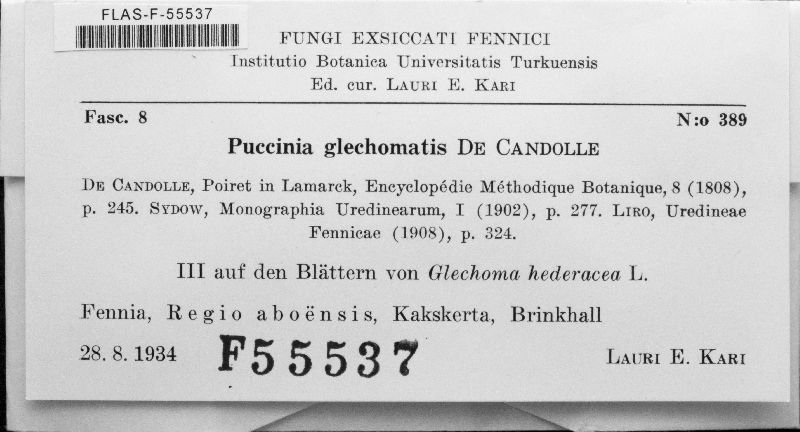 FLAS-F-55537
FUNGI EXSICCATI FENNICI
Institutio Botanica Universitatis Turkuensis
Ed. cur. LAURI E. KARI
Fasc. 8 N:o 389
Puccinia glechomatis DE CANDOLLE
DE CANDOLLE, Poiret in Lamarck, Encyclopédie Méthodique Botanique, 8 (1808),
p. 245. SYDOW, Monographia Uredinearum, I (1902), p. 277. LIRO, Uredineae
Fennicae (1908), p. 324.
III auf den Blättern von Glechoma hederacea L.
Fennia, Regio aboënsis, Kakskerta, Brinkhall
28. 8. 1934 F55537 LAURI E. KARI